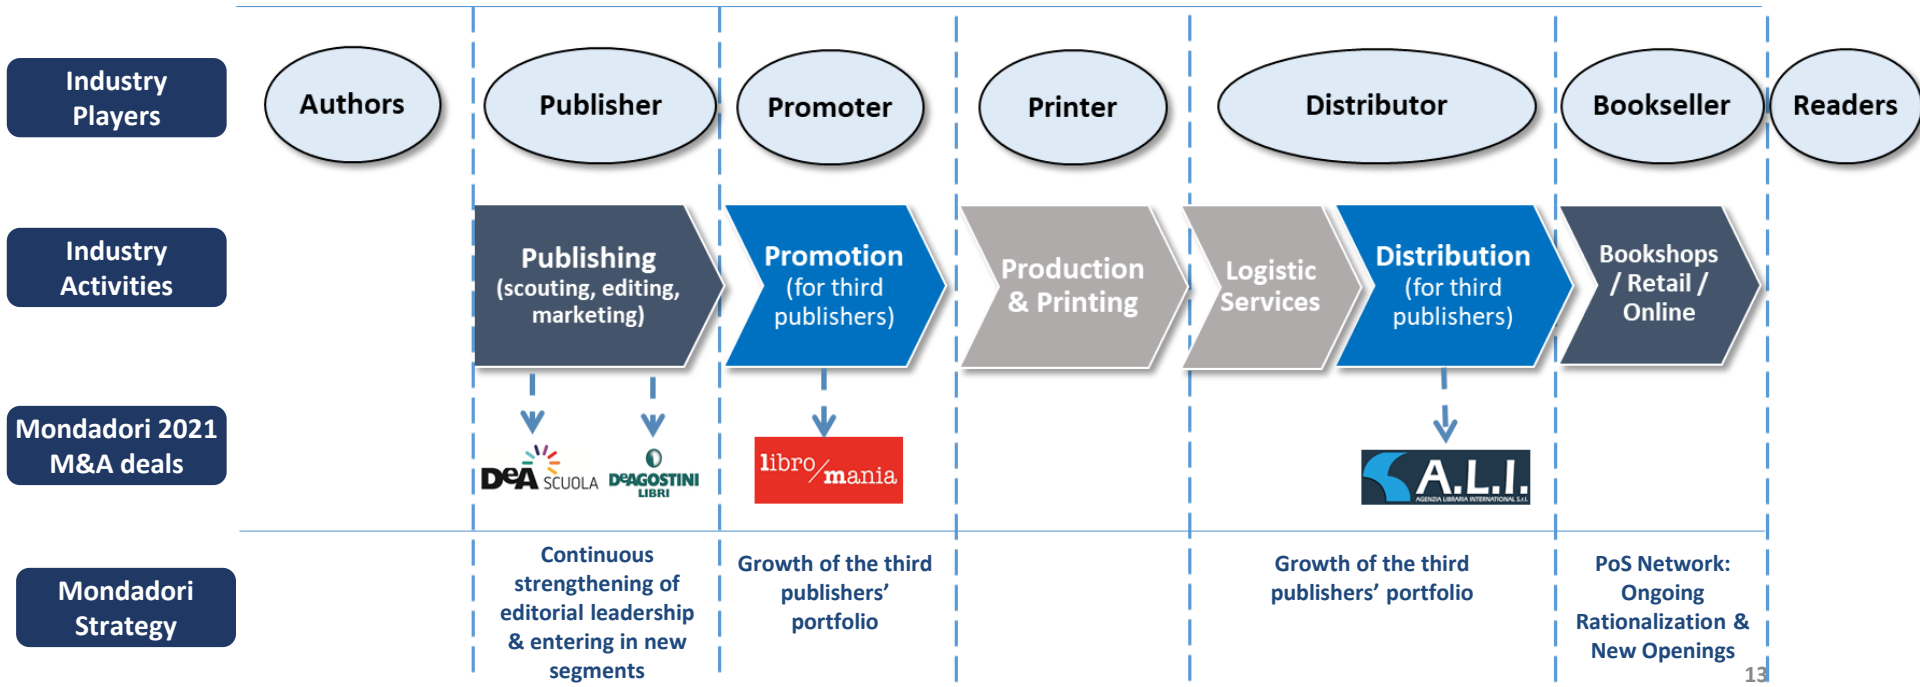 Industry
Players
Authors
Publisher
Promoter
Printer
Distributor
Bookseller
Readers
Industry
Activities
Publishing
(scouting, editing,
marketing)
Promotion
(for third
publishers)
Production
& Printing
Logistic
Services
Distribution
(for third
publishers)
Bookshops
/ Retail /
Online
Mondadori 2021
M&A deals
DeA SCUOLA
DeAGOSTINI
LIBRI
libro/mania
A.L.I.
AGENZIA LIBRARIA INTERNATIONAL S.r.l.
Mondadori
Strategy
Continuous
strengthening of
editorial leadership
& entering in new
segments
Growth of the third
publishers’
portfolio
Growth of the third
publishers’ portfolio
PoS Network:
Ongoing
Rationalization &
New Openings
13